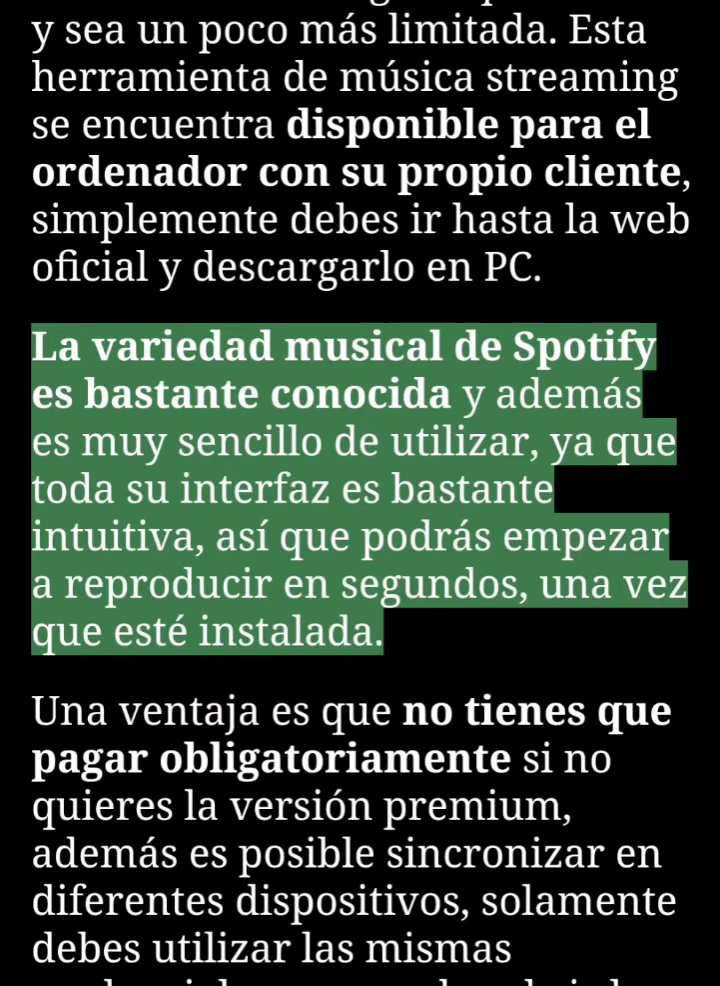 y sea un poco más limitada. Esta
herramienta de música streaming
se encuentra disponible para el
ordenador con su propio cliente,
simplemente debes ir hasta la web
oficial y descargarlo en PC.
La variedad musical de Spotify
es bastante conocida y además
es muy sencillo de utilizar, ya que
toda su interfaz es bastante
intuitiva, así que podrás empezar
a reproducir en segundos, una vez
que esté instalada.
Una ventaja es que no tienes que
pagar obligatoriamente si no
quieres la versión premium,
además es posible sincronizar en
diferentes dispositivos, solamente
debes utilizar las mismas